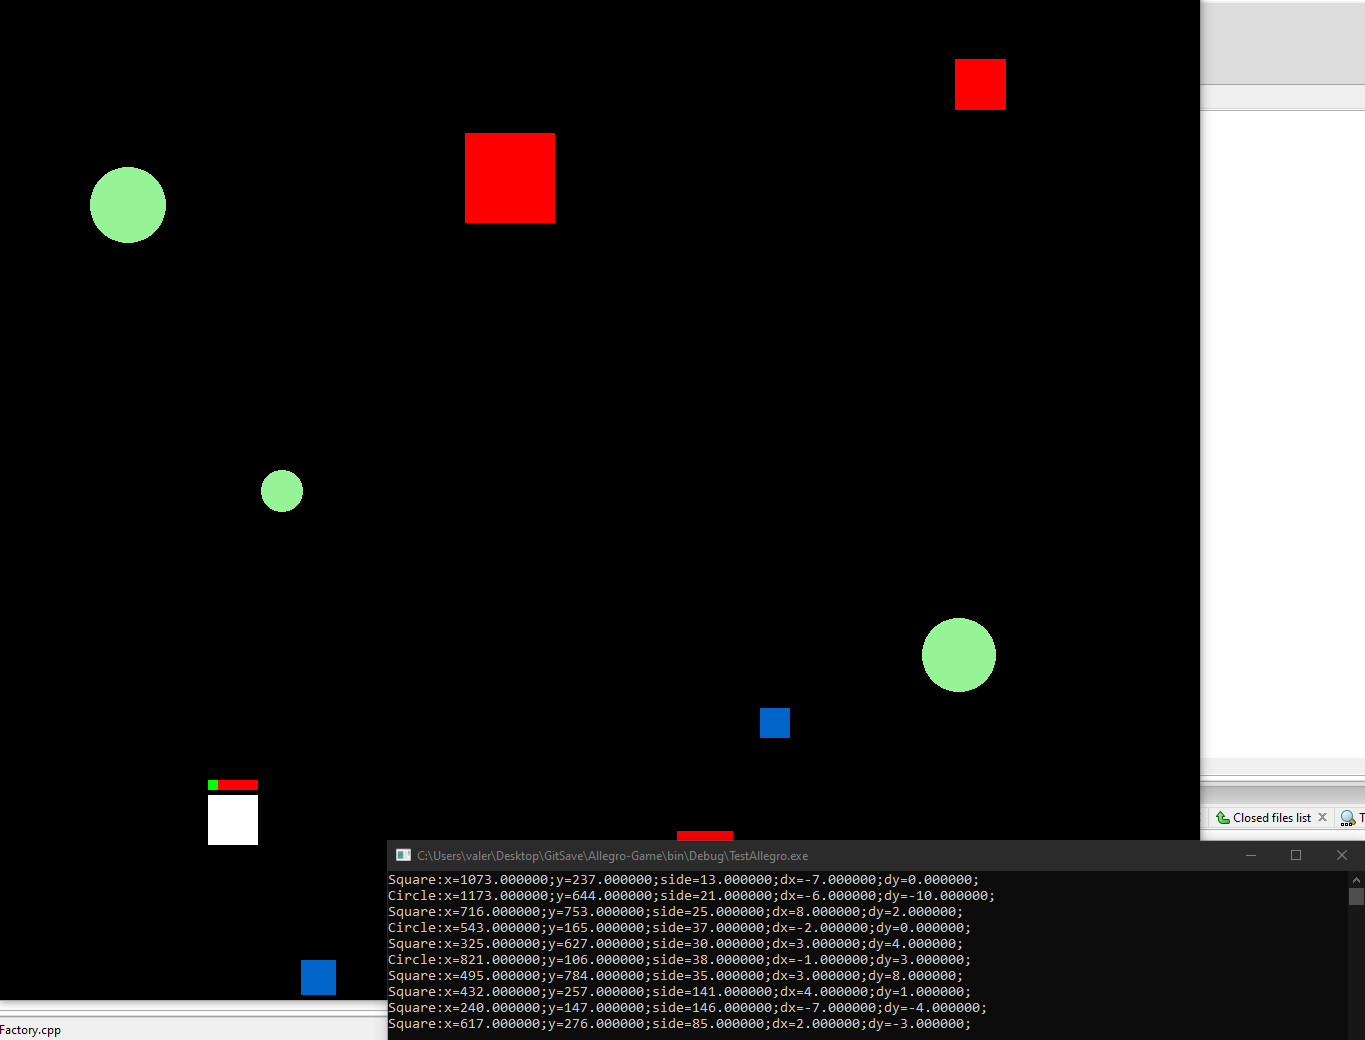 Closed files list
T
C:\Users\valer\Desktop\GitSave\Allegro-Game\bin\Debug\TestAllegro.exe
Square:x=1073.000000;y=237.000000;side=13.000000;dx=-7.000000;dy=0.000000;
Circle:x=1173.000000;y=644.000000;side=21.000000;dx=-6.000000;dy=-10.000000;
Square:x=716.000000;y=753.000000;side=25.000000;dx=8.000000;dy=2.000000;
Circle:x=543.000000;y=165.000000;side=37.000000;dx=-2.000000;dy=0.000000;
Square:x=325.000000;y=627.000000;side=30.000000;dx=3.000000;dy=4.000000;
Circle:x=821.000000;y=106.000000;side=38.000000;dx=-1.000000;dy=3.000000;
Square:x=495.000000;y=784.000000;side=35.000000;dx=3.000000;dy=8.000000;
Square:x=432.000000;y=257.000000;side=141.000000;dx=4.000000;dy=1.000000;
Square:x=240.000000;y=147.000000;side=146.000000;dx=-7.000000;dy=-4.000000;
Square:x=617.000000;y=276.000000;side=85.000000;dx=2.000000;dy=-3.000000;
Factory.cpp